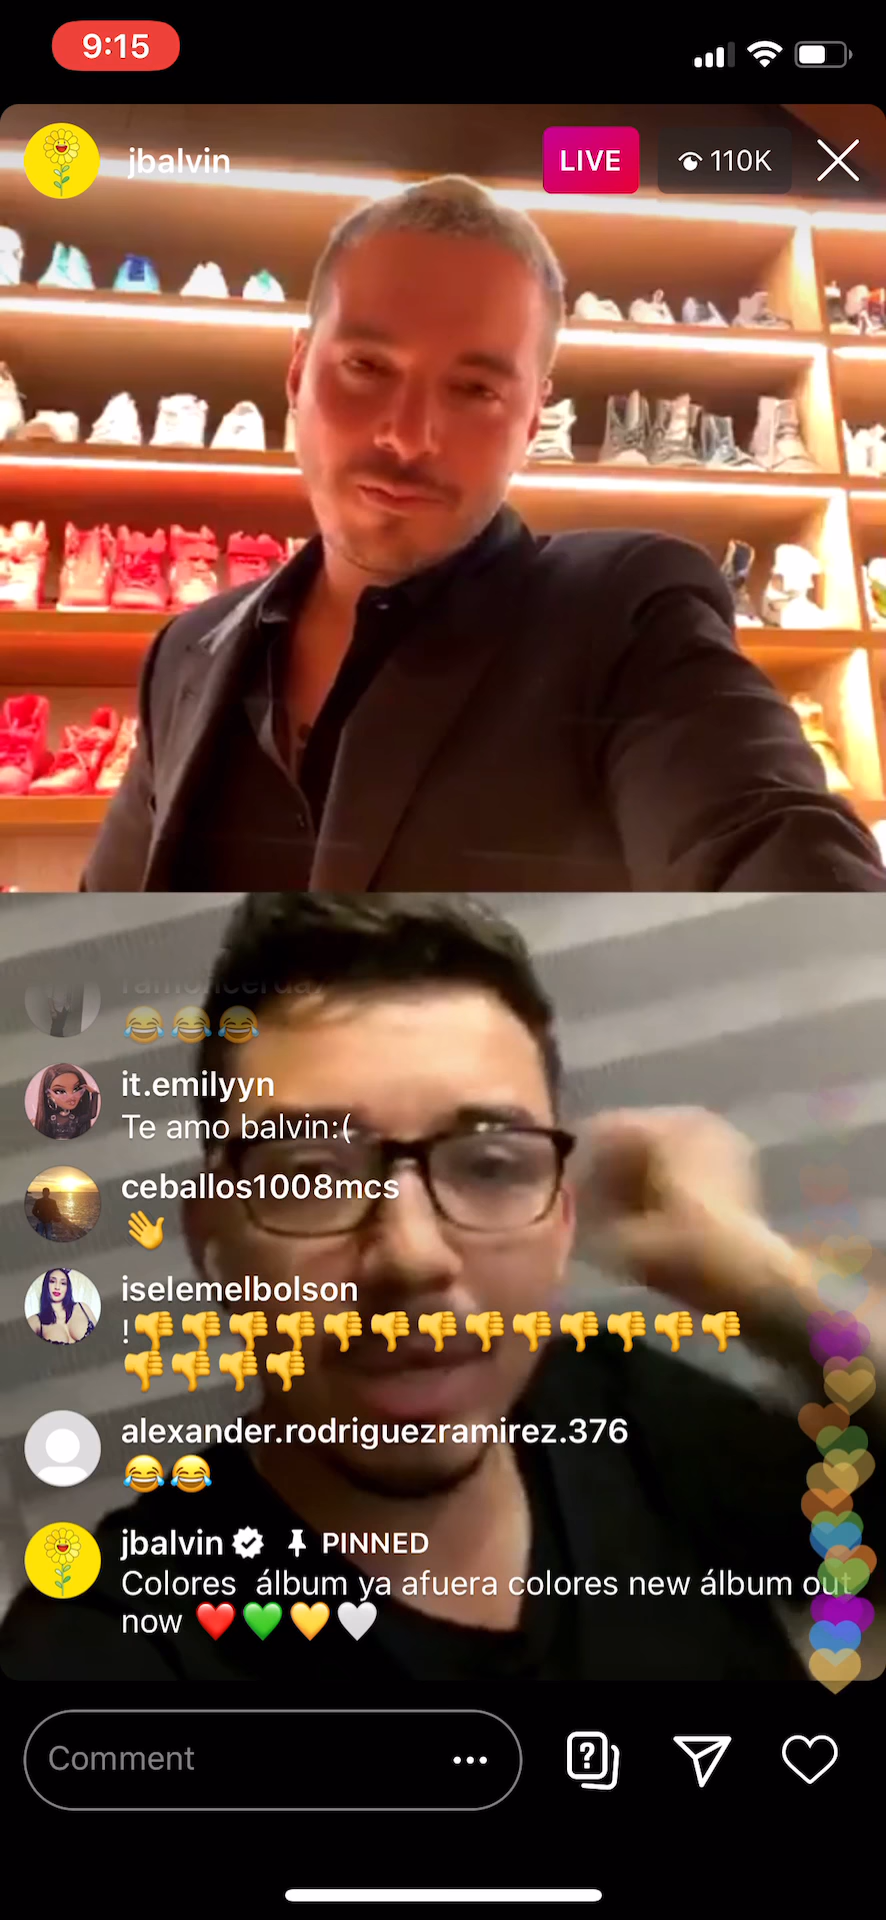 9:15
jbalvin
LIVE
110K
it.emilyyn
Te amo balvin:(
ceballos1008mcs
👋
iselemelbolson
!👎👎👎👎👎👎👎👎👎👎👎👎👎
👎👎👎👎
alexander.rodriguezramirez.376
😂😂
jbalvin PINNED
Colores álbum ya afuera colores new álbum out
now ❤️💚💛🤍
Comment